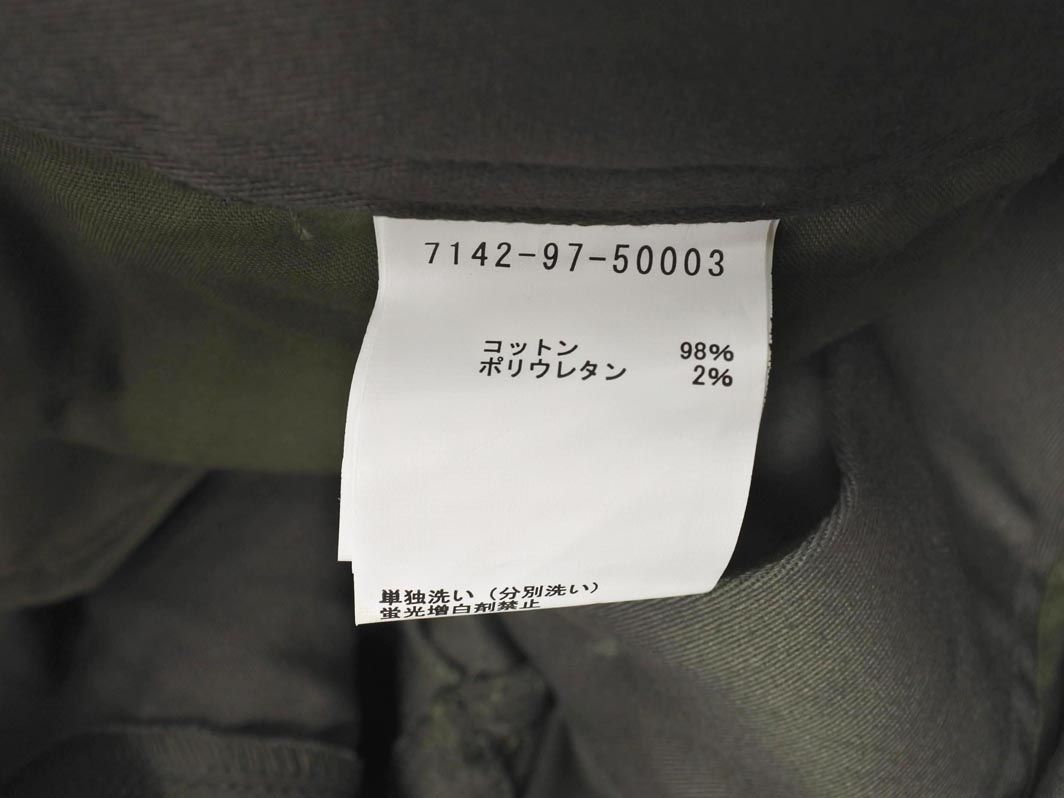 7142-97-50003
コットン 98%
ポリウレタン 2%
単独洗い(分別洗い)
蛍光増白剤禁止